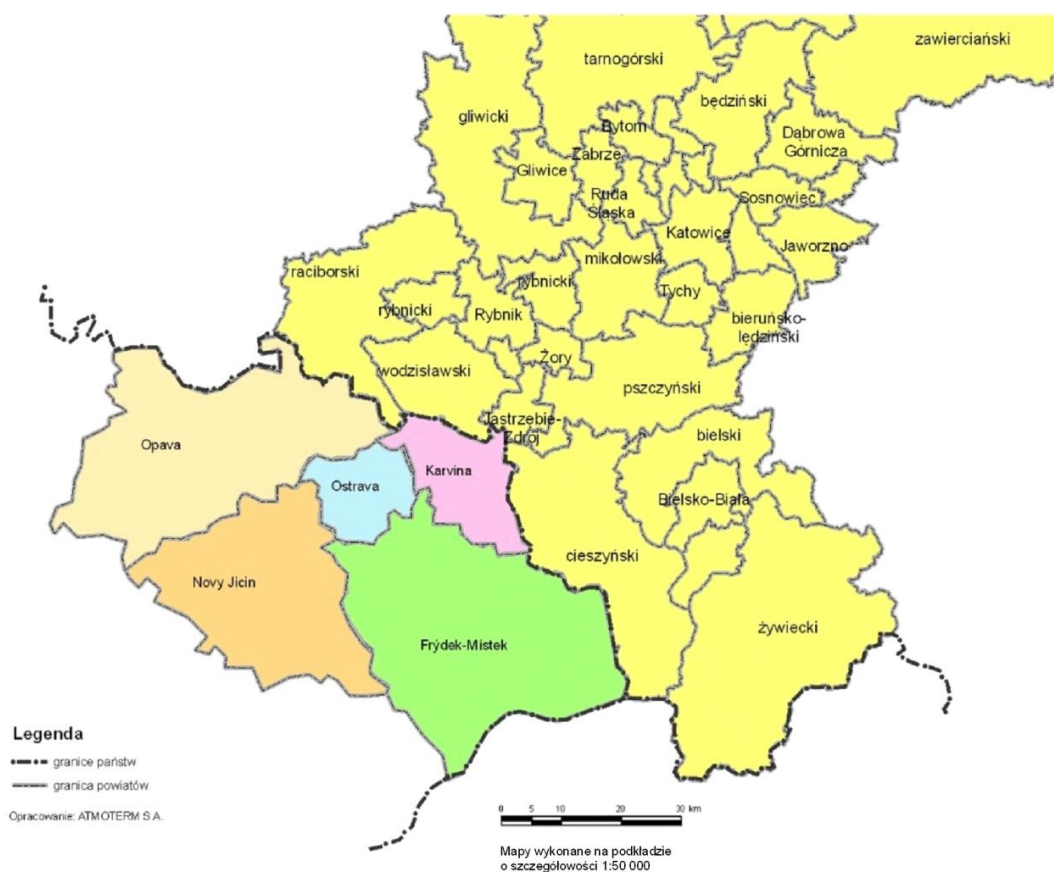 zawierciański
tarnogórski
będziński
gliwicki
Bytom
Dąbrowa
Górnicza
Zabrze
Gliwice
Ruda
Śląska
Sosnowiec
Katowice
Jaworzno
mikołowski
raciborski
rybnicki
Tychy
rybnicki
Rybnik
bieruńsko-
lędziński
Żory
wodzisławski
pszczyński
Jastrzebie-
Zdrój
bielski
Opava
Karvina
Ostrava
Bielsko-Biała
cieszyński
Novy Jicin
żywiecki
Frýdek-Mistek
Legenda
granice państw
granica powiatów
Opracowanie: ATMOTERM S.A.
0 5 10 20 30 km
Mapy wykonane na podkładzie
o szczegółowości 1:50 000